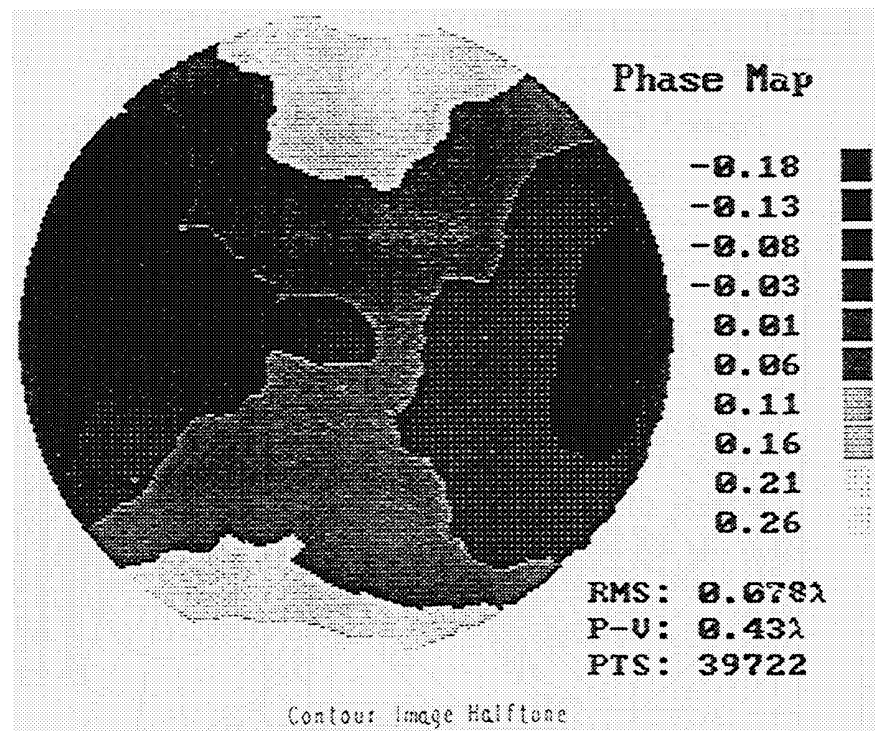 Phase Map
-0.18
-0.13
-0.08
-0.03
0.01
0.06
0.11
0.16
0.21
0.26
RMS: 0.078λ
P-V: 0.43λ
PTS: 39722
Contour Image Halftone